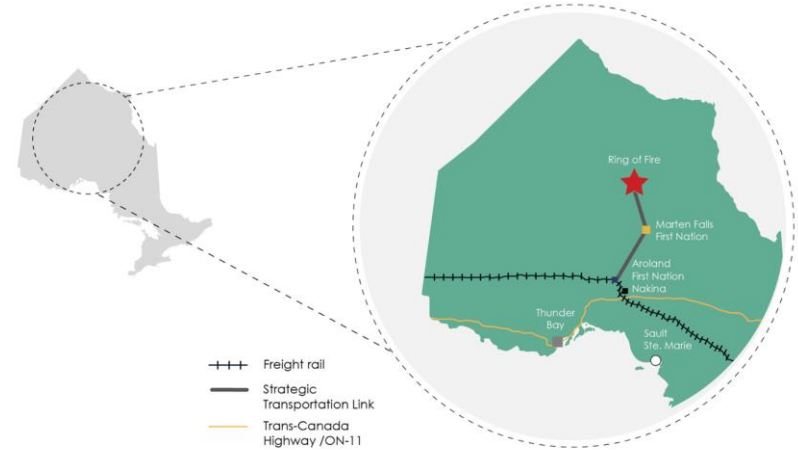 Ring of Fire
Marten Falls
First Nation
Aroland
First Nation
Nakina
Thunder
Bay
Sault
Ste. Marie
Freight rail
Strategic
Transportation Link
Trans-Canada
Highway /ON-11